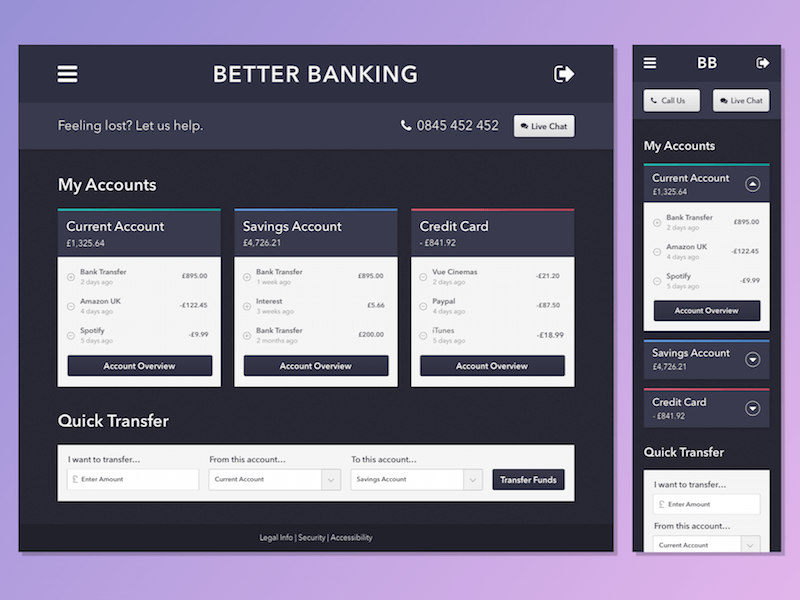 BETTER BANKING
Feeling lost? Let us help.
0845 452 452
Live Chat
My Accounts
Current Account
£1,325.64
Bank Transfer
2 days ago
£895.00
Amazon UK
4 days ago
-£122.45
Spotify
5 days ago
-£9.99
Account Overview
Savings Account
£4,726.21
Bank Transfer
1 week ago
£895.00
Interest
3 weeks ago
£5.66
Bank Transfer
2 months ago
£200.00
Account Overview
Credit Card
- £841.92
Vue Cinemas
2 days ago
-£21.20
Paypal
4 days ago
-£87.50
iTunes
5 days ago
-£18.99
Account Overview
Quick Transfer
I want to transfer...
£ Enter Amount
From this account...
Current Account
To this account...
Savings Account
Transfer Funds
Legal Info | Security | Accessibility
BB
Call Us
Live Chat
My Accounts
Current Account
£1,325.64
Bank Transfer
2 days ago
£895.00
Amazon UK
4 days ago
-£122.45
Spotify
5 days ago
-£9.99
Account Overview
Savings Account
£4,726.21
Credit Card
- £841.92
Quick Transfer
I want to transfer...
£ Enter Amount
From this account...
Current Account